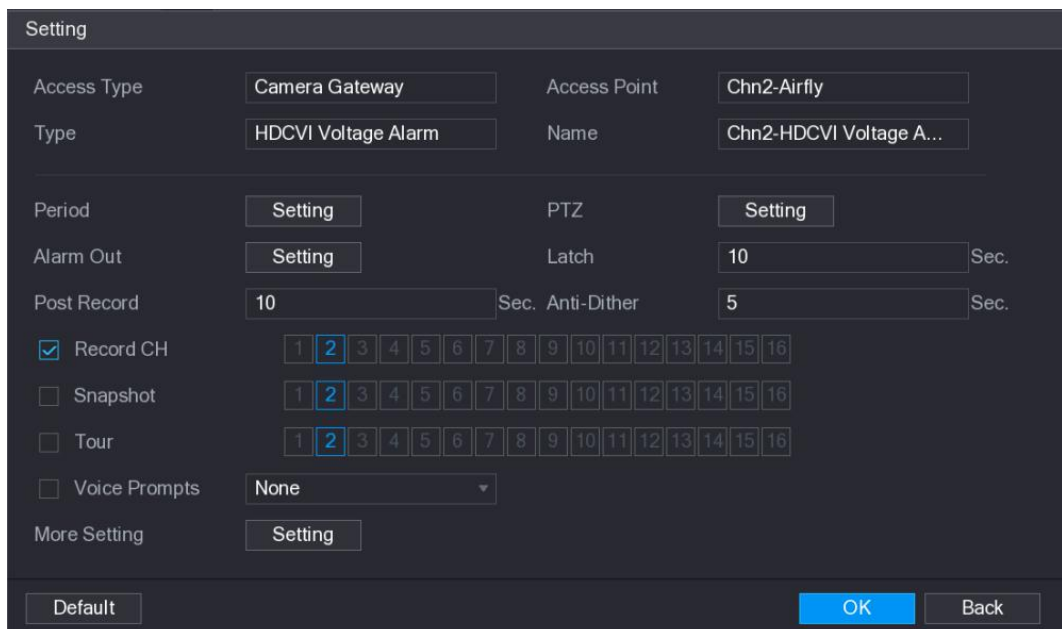 Setting
Access Type Camera Gateway Access Point Chn2-Airfly
Type HDCVI Voltage Alarm Name Chn2-HDCVI Voltage A...
Period Setting PTZ Setting
Alarm Out Setting Latch 10 Sec.
Post Record 10 Sec. Anti-Dither 5 Sec.
Record CH 1 2 3 4 5 6 7 8 9 10 11 12 13 14 15 16
Snapshot 1 2 3 4 5 6 7 8 9 10 11 12 13 14 15 16
Tour 1 2 3 4 5 6 7 8 9 10 11 12 13 14 15 16
Voice Prompts None
More Setting Setting
Default OK Back